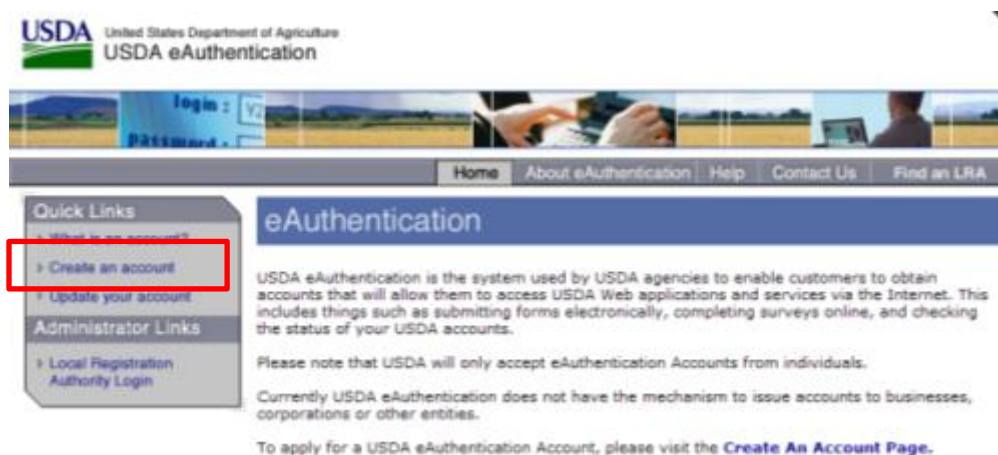 USDA United States Department of Agriculture
USDA eAuthentication
login :
password :
Home About eAuthentication Help Contact Us Find an LRA
Quick Links
What is an account?
Create an account
Update your account
Administrator Links
Local Registration
Authority Login
eAuthentication
USDA eAuthentication is the system used by USDA agencies to enable customers to obtain
accounts that will allow them to access USDA Web applications and services via the Internet. This
includes things such as submitting forms electronically, completing surveys online, and checking
the status of your USDA accounts.
Please note that USDA will only accept eAuthentication Accounts from individuals.
Currently USDA eAuthentication does not have the mechanism to issue accounts to businesses,
corporations or other entities.
To apply for a USDA eAuthentication Account, please visit the Create An Account Page.